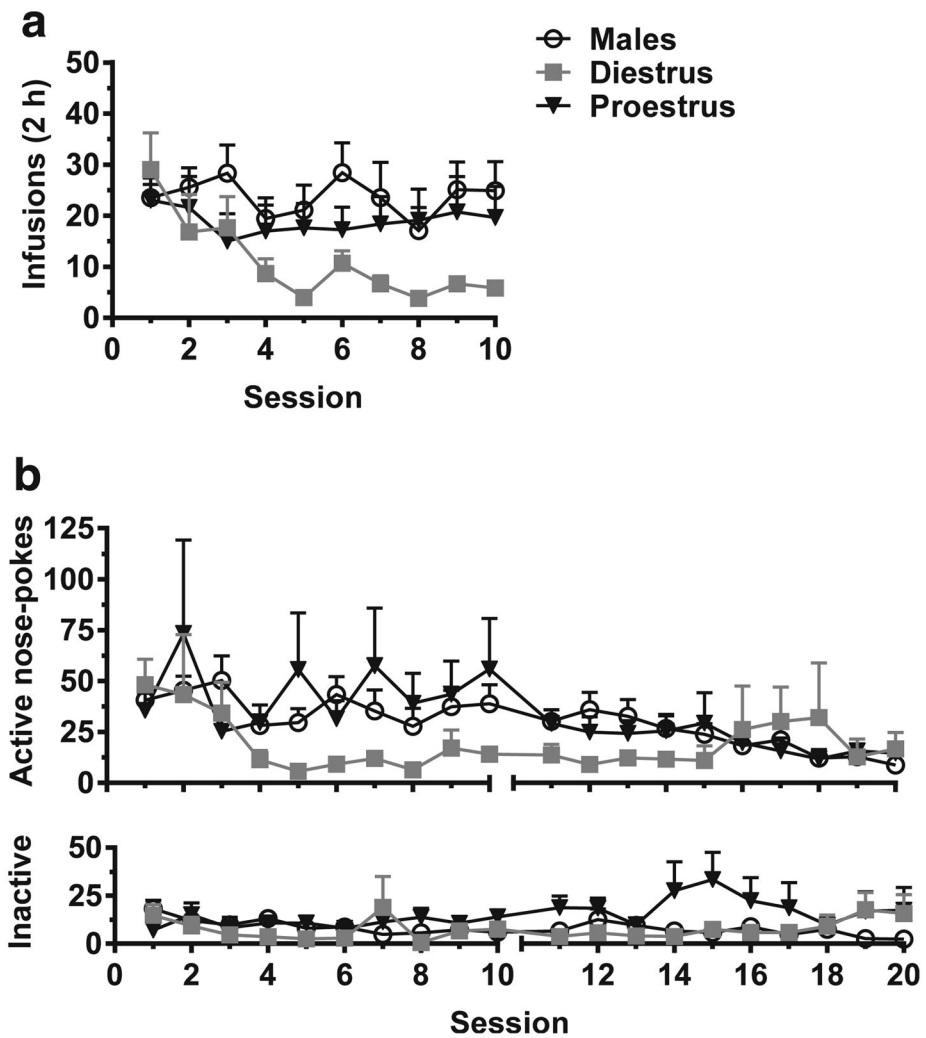 a
Males
Diestrus
Proestrus
Infusions (2 h)
50
40
30
20
10
0
0 2 4 6 8 10
Session
b
Active nose-pokes
125
100
75
50
25
0
Inactive
50
25
0
0 2 4 6 8 10 12 14 16 18 20
Session